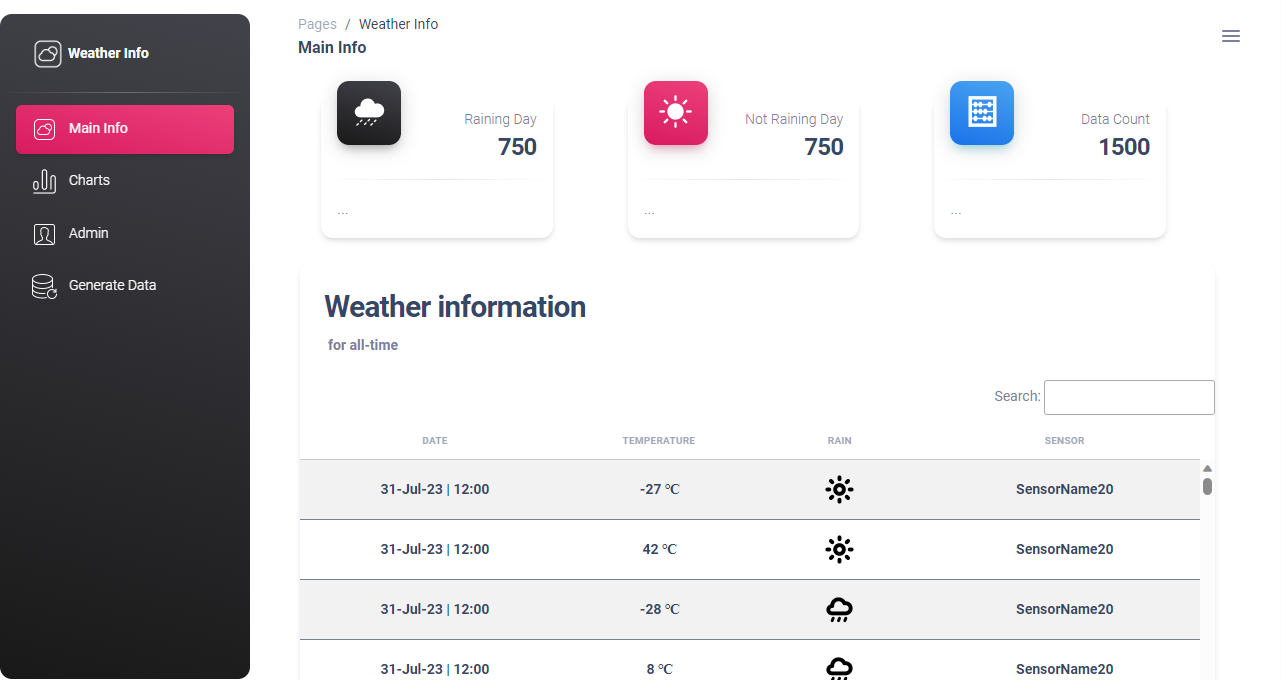 Weather Info
Main Info
Charts
Admin
Generate Data
Pages / Weather Info
Main Info
Raining Day
750
...
Not Raining Day
750
...
Data Count
1500
...
Weather information
for all-time
Search:
DATE TEMPERATURE RAIN SENSOR
31-Jul-23 | 12:00 -27 ℃ SensorName20
31-Jul-23 | 12:00 42 ℃ SensorName20
31-Jul-23 | 12:00 -28 ℃ SensorName20
31-Jul-23 | 12:00 8 ℃ SensorName20